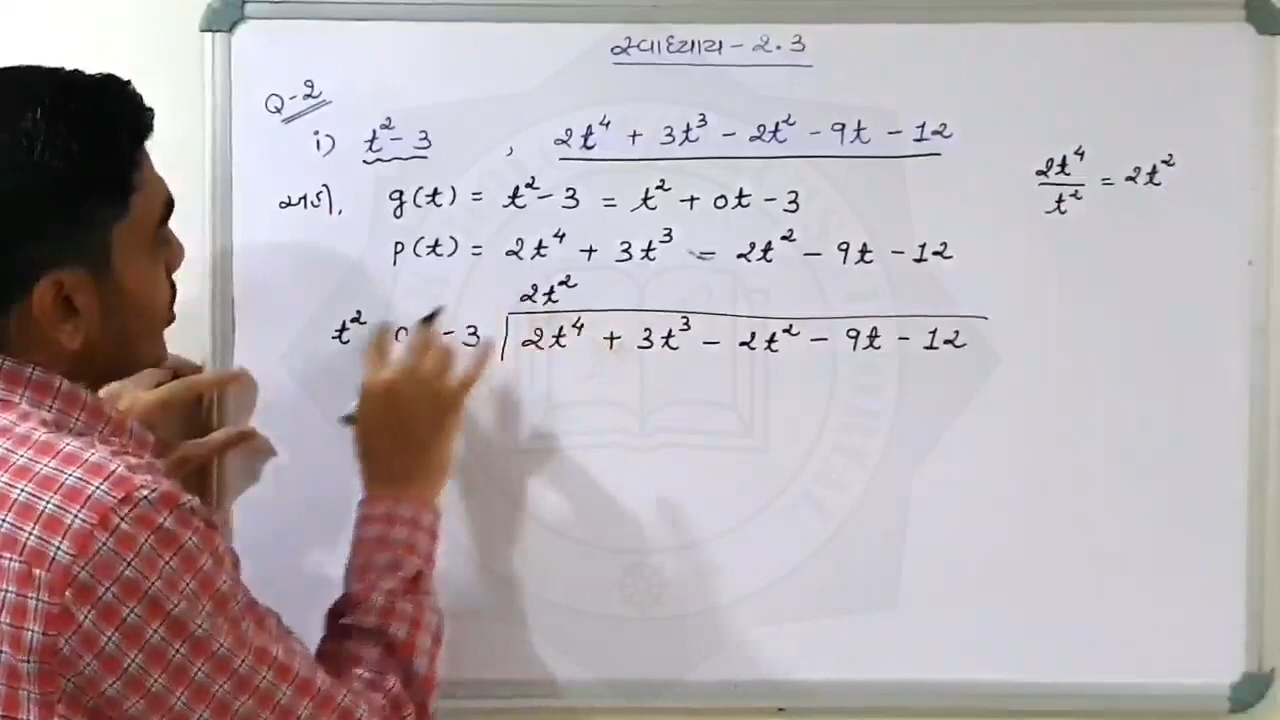 સ્વાધ્યાય - 2.3
Q-2
i) t² - 3 , 2t⁴ + 3t³ - 2t² - 9t - 12
અહી, g(t) = t² - 3 = t² + 0t - 3
2t⁴/t² = 2t²
p(t) = 2t⁴ + 3t³ - 2t² - 9t - 12
2t²
t² 0 - 3 2t⁴ + 3t³ - 2t² - 9t - 12